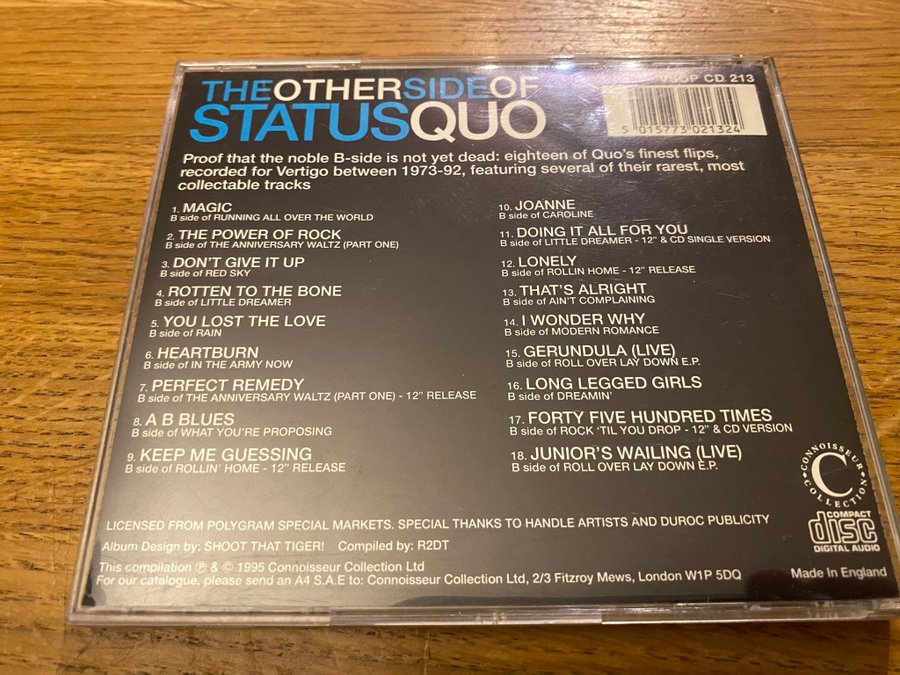 THEOTHERSIDEOF
STATUSQUO
CD 213
5 015773 021324
Proof that the noble B-side is not yet dead: eighteen of Quo's finest flips,
recorded for Vertigo between 1973-92, featuring several of their rarest, most
collectable tracks
1. MAGIC
B side of RUNNING ALL OVER THE WORLD
2. THE POWER OF ROCK
B side of THE ANNIVERSARY WALTZ (PART ONE)
3. DON'T GIVE IT UP
B side of RED SKY
4. ROTTEN TO THE BONE
B side of LITTLE DREAMER
5. YOU LOST THE LOVE
B side of RAIN
6. HEARTBURN
B side of IN THE ARMY NOW
7. PERFECT REMEDY
B side of THE ANNIVERSARY WALTZ (PART ONE) - 12" RELEASE
8. A B BLUES
B side of WHAT YOU'RE PROPOSING
9. KEEP ME GUESSING
B side of ROLLIN' HOME - 12" RELEASE
10. JOANNE
B side of CAROLINE
11. DOING IT ALL FOR YOU
B side of LITTLE DREAMER - 12" & CD SINGLE VERSION
12. LONELY
B side of ROLLIN HOME - 12" RELEASE
13. THAT'S ALRIGHT
B side of AIN'T COMPLAINING
14. I WONDER WHY
B side of MODERN ROMANCE
15. GERUNDULA (LIVE)
B side of ROLL OVER LAY DOWN E.P.
16. LONG LEGGED GIRLS
B side of DREAMIN'
17. FORTY FIVE HUNDRED TIMES
B side of ROCK 'TIL YOU DROP - 12" & CD VERSION
18. JUNIOR'S WAILING (LIVE)
B side of ROLL OVER LAY DOWN E.P.
CONNOISSEUR
C
COLLECTION
COMPACT
disc
DIGITAL AUDIO
LICENSED FROM POLYGRAM SPECIAL MARKETS. SPECIAL THANKS TO HANDLE ARTISTS AND DUROC PUBLICITY
Album Design by: SHOOT THAT TIGER! Compiled by: R2DT
This compilation ℗ & © 1995 Connoisseur Collection Ltd
For our catalogue, please send an A4 S.A.E to: Connoisseur Collection Ltd, 2/3 Fitzroy Mews, London W1P 5DQ
Made In England